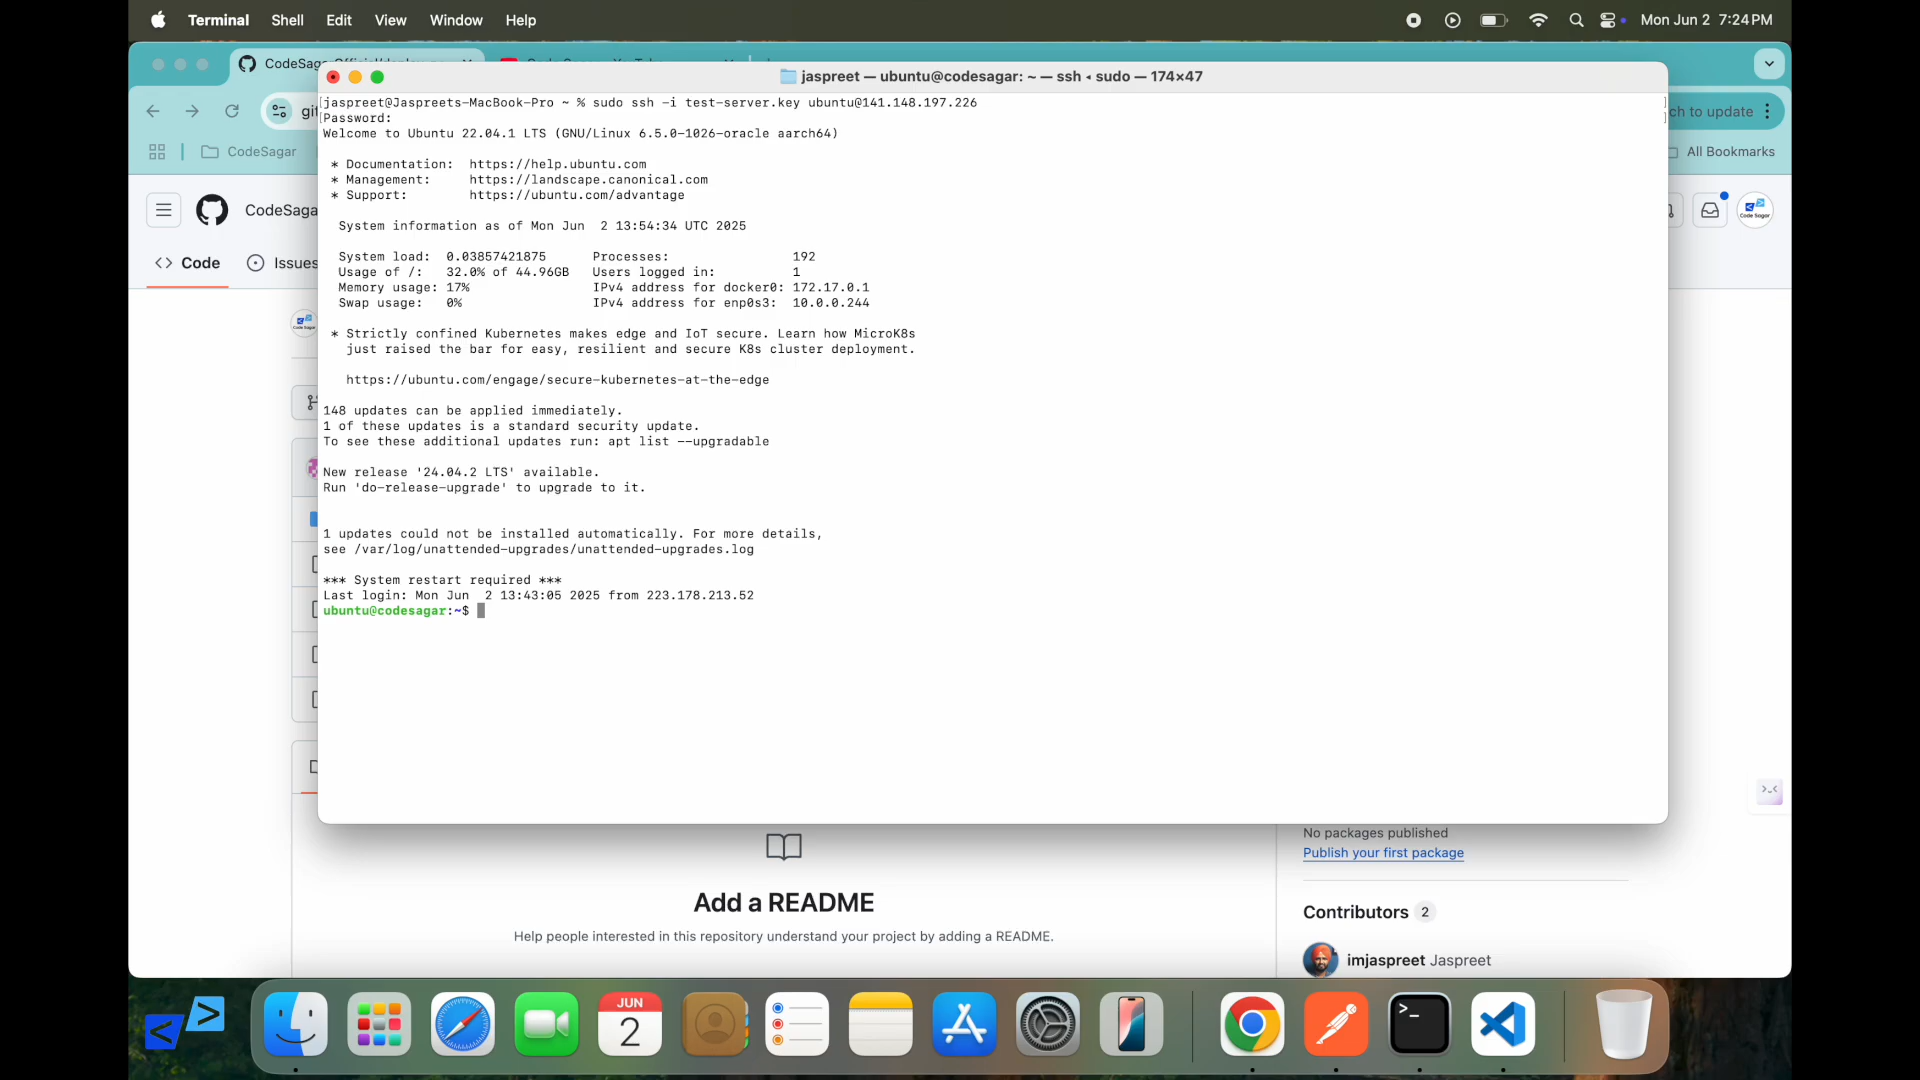 Terminal Shell Edit View Window Help Mon Jun 2 7:24 PM
jaspreet — ubuntu@codesagar: ~ — ssh ◂ sudo — 174×47
[jaspreet@Jaspreets-MacBook-Pro ~ % sudo ssh -i test-server.key ubuntu@141.148.197.226 ]
[Password: ]
Welcome to Ubuntu 22.04.1 LTS (GNU/Linux 6.5.0-1026-oracle aarch64)
* Documentation: https://help.ubuntu.com
* Management: https://landscape.canonical.com
* Support: https://ubuntu.com/advantage
System information as of Mon Jun 2 13:54:34 UTC 2025
System load: 0.03857421875 Processes: 192
Usage of /: 32.0% of 44.96GB Users logged in: 1
Memory usage: 17% IPv4 address for docker0: 172.17.0.1
Swap usage: 0% IPv4 address for enp0s3: 10.0.0.244
* Strictly confined Kubernetes makes edge and IoT secure. Learn how MicroK8s
just raised the bar for easy, resilient and secure K8s cluster deployment.
https://ubuntu.com/engage/secure-kubernetes-at-the-edge
148 updates can be applied immediately.
1 of these updates is a standard security update.
To see these additional updates run: apt list --upgradable
New release '24.04.2 LTS' available.
Run 'do-release-upgrade' to upgrade to it.
1 updates could not be installed automatically. For more details,
see /var/log/unattended-upgrades/unattended-upgrades.log
*** System restart required ***
Last login: Mon Jun 2 13:43:05 2025 from 223.178.213.52
ubuntu@codesagar:~$
git
ch to update
CodeSagar
All Bookmarks
CodeSaga
Code Sagar
Code Issues
No packages published
Publish your first package
Add a README
Help people interested in this repository understand your project by adding a README.
Contributors 2
imjaspreet Jaspreet
JUN
2